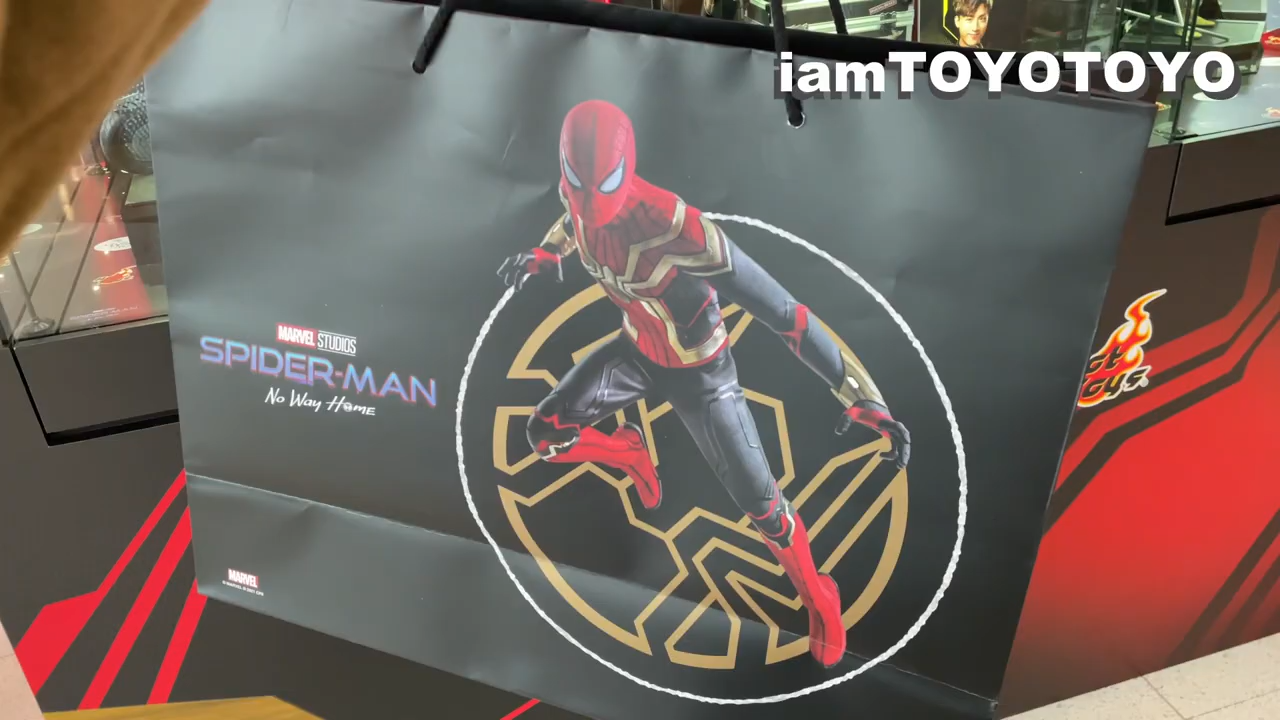 iamTOYOTOYO
MARVEL STUDIOS
SPIDER-MAN
No Way Home
MARVEL